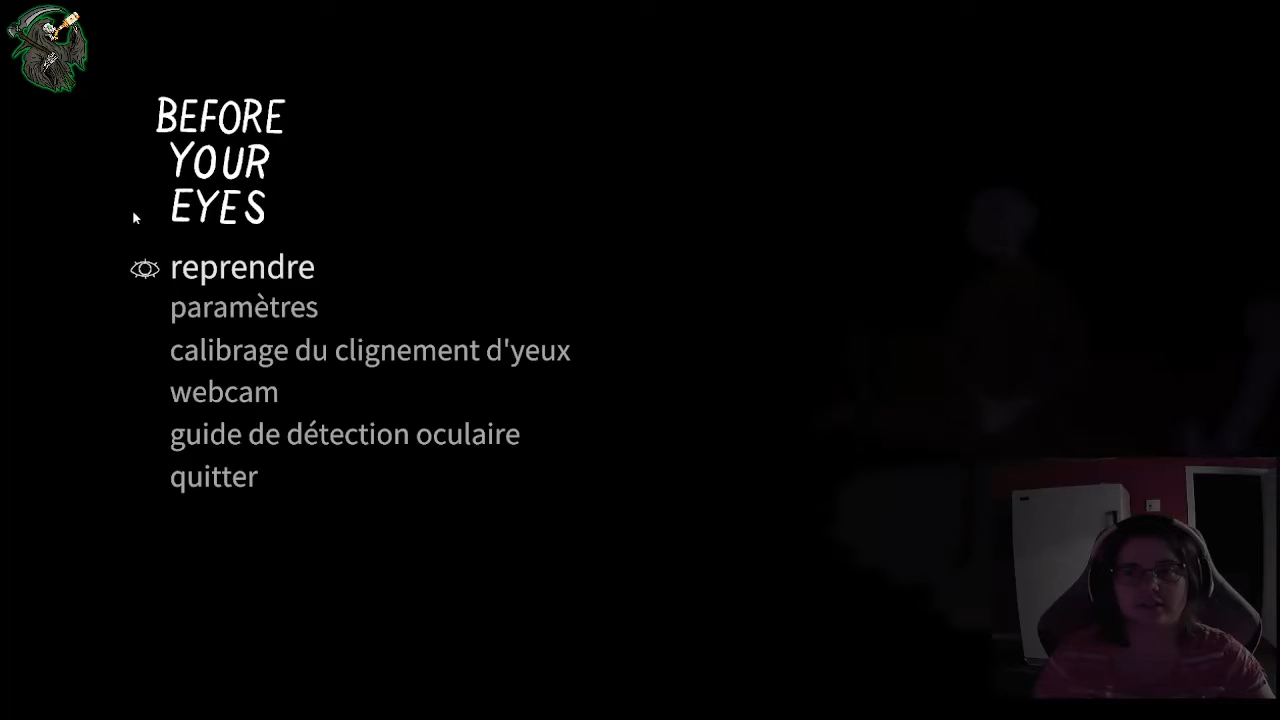 BEFORE
YOUR
EYES
reprendre
paramètres
calibrage du clignement d'yeux
webcam
guide de détection oculaire
quitter